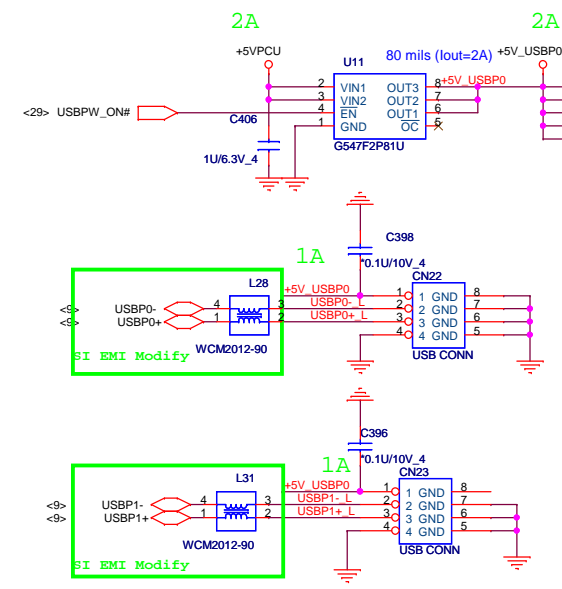 2A 2A
+5VPCU U11 80 mils (Iout=2A) +5V_USBP0
2 VIN1 OUT3 8 +5V_USBP0
3 VIN2 OUT2 7
<29> USBPW_ON# 4 EN OUT1 6
C406 1 GND OC 5
G547F2P81U
1U/6.3V_4
C398
1A *0.1U/10V_4
CN22
L28 +5V_USBP0 1 1 GND 8
<9> USBP0- 4 3 USBP0-_L 2 2 GND 7
<9> USBP0+ 1 2 USBP0+_L 3 3 GND 6
4 4 GND 5
WCM2012-90 USB CONN
SI EMI Modify
C396
1A *0.1U/10V_4
CN23
L31 +5V_USBP0 1 1 GND 8
<9> USBP1- 4 3 USBP1-_L 2 2 GND 7
<9> USBP1+ 1 2 USBP1+_L 3 3 GND 6
4 4 GND 5
WCM2012-90 USB CONN
SI EMI Modify